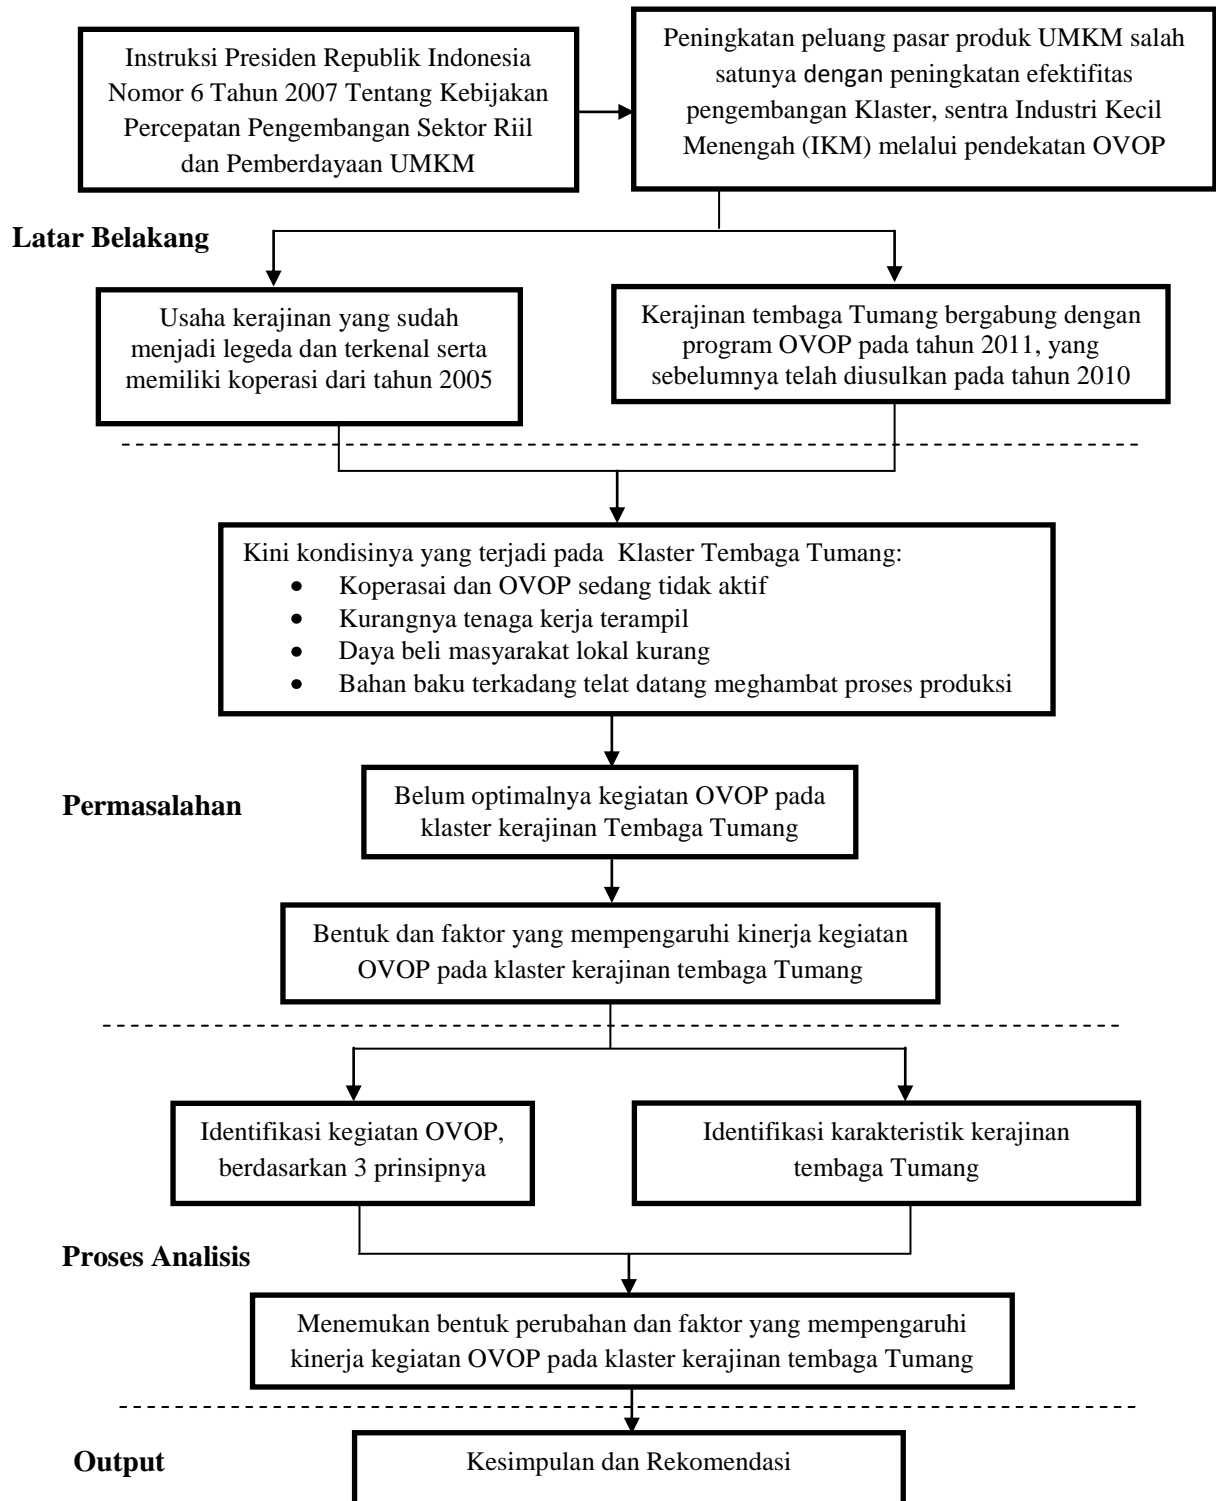 Instruksi Presiden Republik Indonesia
Nomor 6 Tahun 2007 Tentang Kebijakan
Percepatan Pengembangan Sektor Riil
dan Pemberdayaan UMKM
Peningkatan peluang pasar produk UMKM salah
satunya dengan peningkatan efektifitas
pengembangan Klaster, sentra Industri Kecil
Menengah (IKM) melalui pendekatan OVOP
Latar Belakang
Usaha kerajinan yang sudah
menjadi legeda dan terkenal serta
memiliki koperasi dari tahun 2005
Kerajinan tembaga Tumang bergabung dengan
program OVOP pada tahun 2011, yang
sebelumnya telah diusulkan pada tahun 2010
Kini kondisinya yang terjadi pada Klaster Tembaga Tumang:
• Koperasai dan OVOP sedang tidak aktif
• Kurangnya tenaga kerja terampil
• Daya beli masyarakat lokal kurang
• Bahan baku terkadang telat datang meghambat proses produksi
Permasalahan
Belum optimalnya kegiatan OVOP pada
klaster kerajinan Tembaga Tumang
Bentuk dan faktor yang mempengaruhi kinerja kegiatan
OVOP pada klaster kerajinan tembaga Tumang
Identifikasi kegiatan OVOP,
berdasarkan 3 prinsipnya
Identifikasi karakteristik kerajinan
tembaga Tumang
Proses Analisis
Menemukan bentuk perubahan dan faktor yang mempengaruhi
kinerja kegiatan OVOP pada klaster kerajinan tembaga Tumang
Output
Kesimpulan dan Rekomendasi